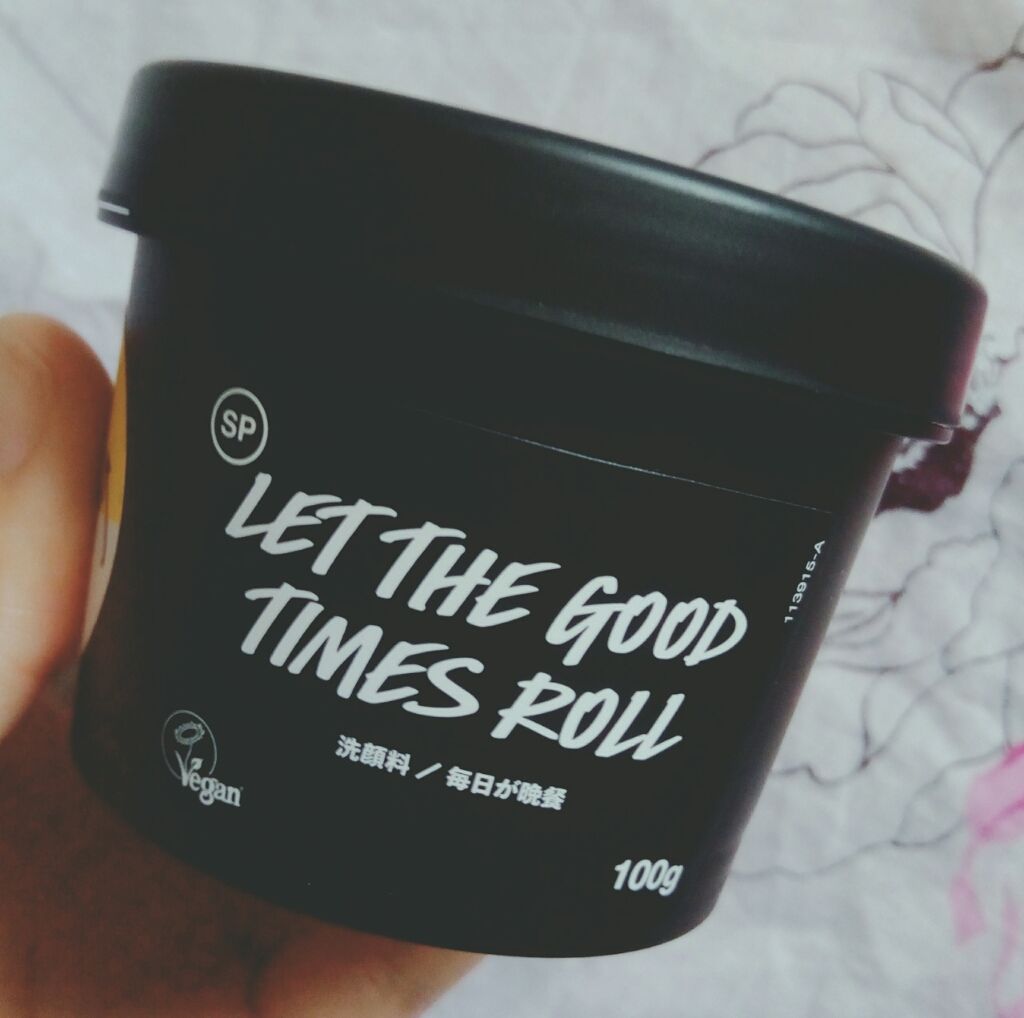 SP
LET THE GOOD
TIMES ROLL
洗顔料/毎日が晩餐
Vegan
100g
113915-A